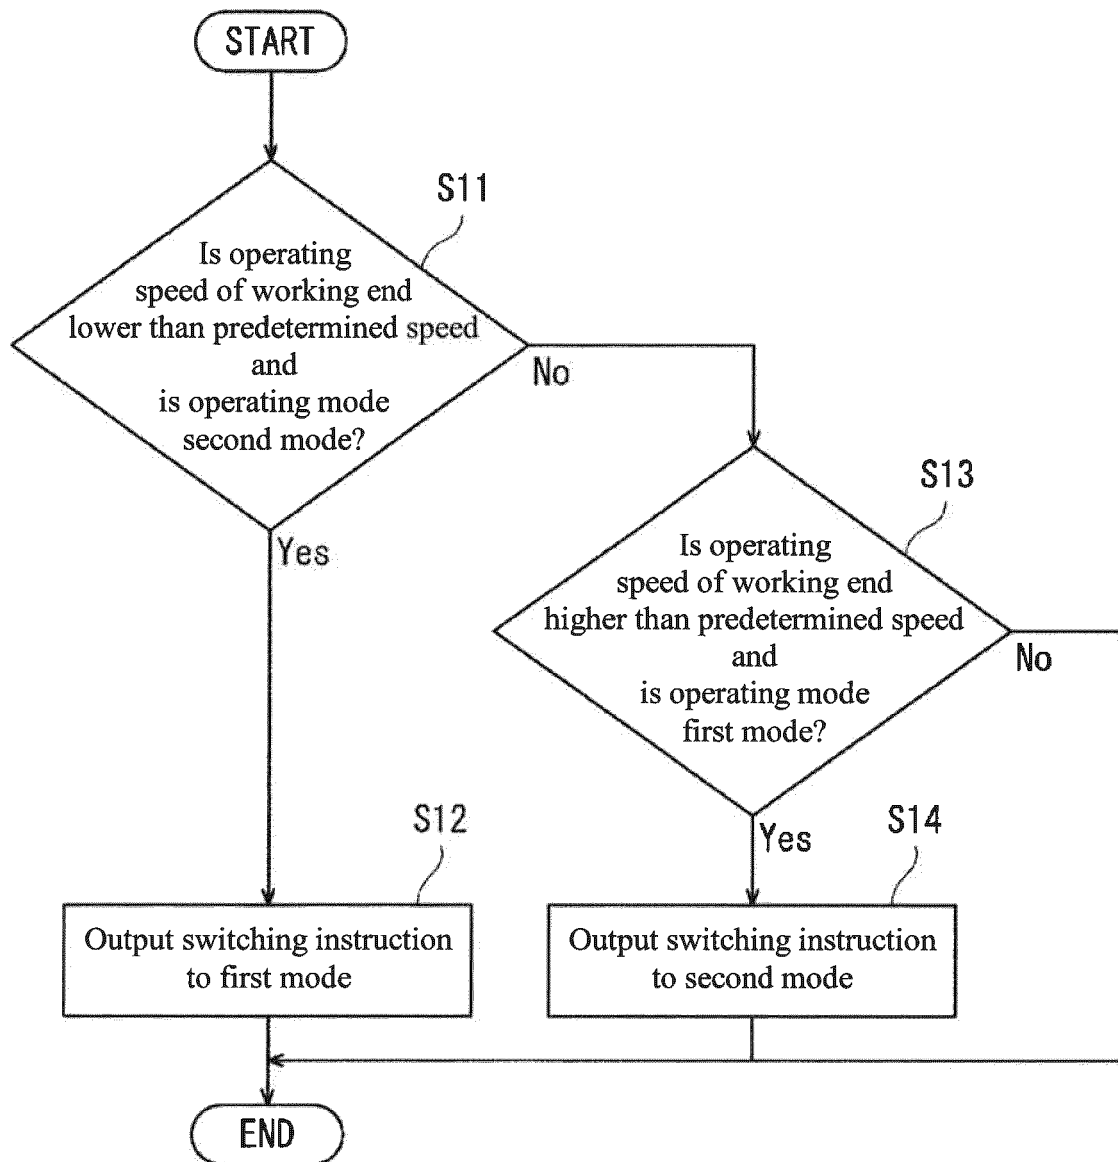 START
S11
Is operating
speed of working end
lower than predetermined speed
and
is operating mode
second mode?
No
Yes
S13
Is operating
speed of working end
higher than predetermined speed
and
is operating mode
first mode?
No
Yes
S12
Output switching instruction
to first mode
S14
Output switching instruction
to second mode
END